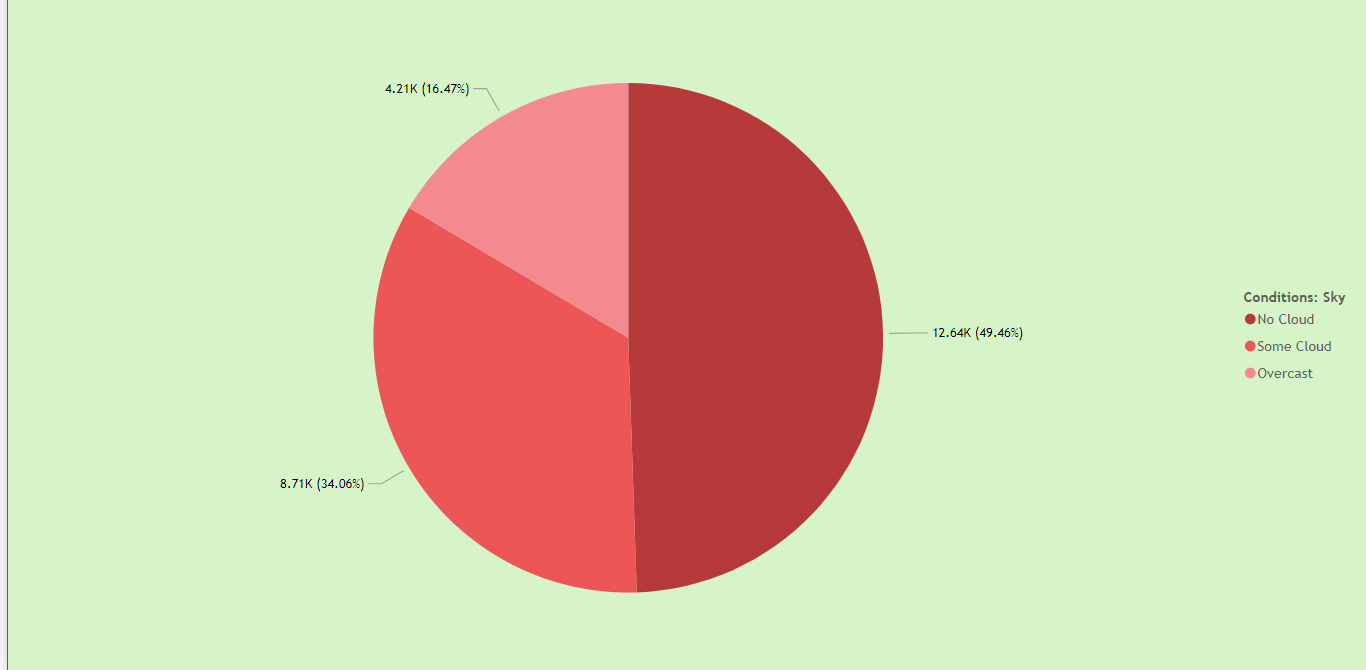 4.21K (16.47%)
12.64K (49.46%)
8.71K (34.06%)
Conditions: Sky
No Cloud
Some Cloud
Overcast